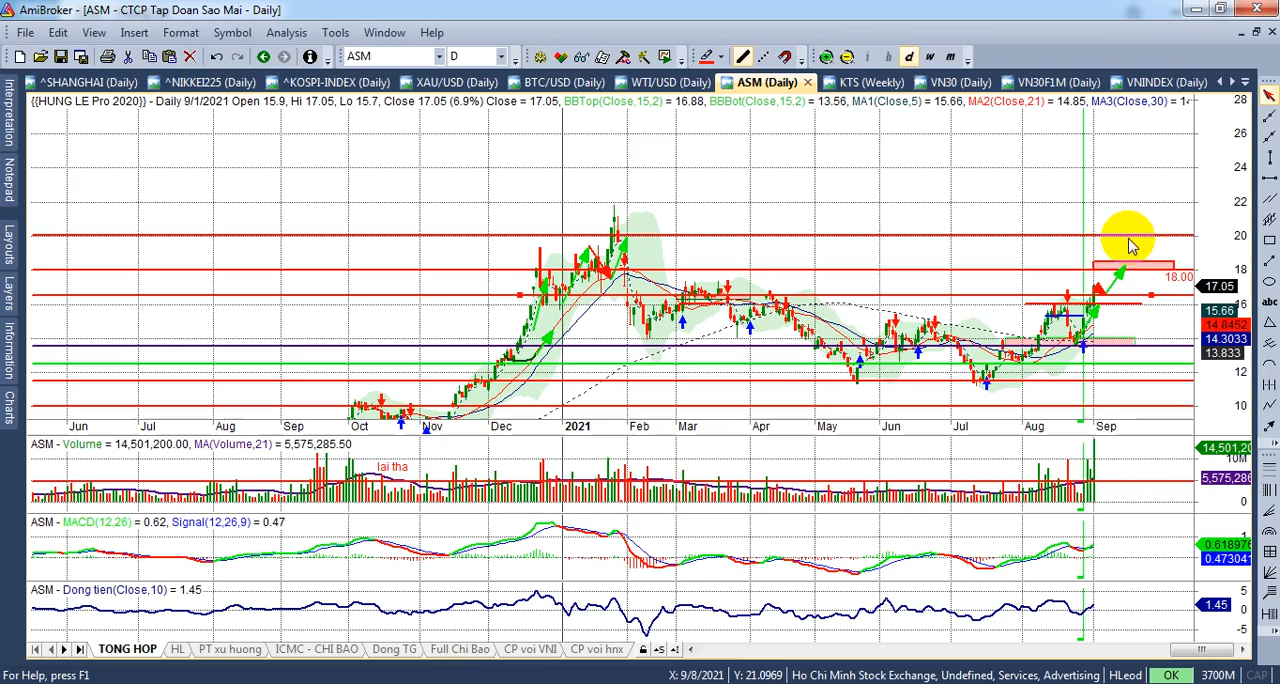 AmiBroker - [ASM - CTCP Tap Doan Sao Mai - Daily]
File Edit View Insert Format Symbol Analysis Tools Window Help
ASM D i h d w m
^SHANGHAI (Daily) ^NIKKEI225 (Daily) ^KOSPI-INDEX (Daily) XAU/USD (Daily) BTC/USD (Daily) WTI/USD (Daily) ASM (Daily) KTS (Weekly) VN30 (Daily) VN30F1M (Daily) VNINDEX (Daily)
{{HUNG LE Pro 2020}} - Daily 9/1/2021 Open 15.9, Hi 17.05, Lo 15.7, Close 17.05 (6.9%) Close = 17.05, BBTop(Close,15,2) = 16.88, BBBot(Close,15,2) = 13.56, MA1(Close,5) = 15.66, MA2(Close,21) = 14.85, MA3(Close,30) =
Interpretation
Notepad
Layouts
Layers
Information
Charts
abc
28
26
24
22
20
18
18.00
17.05
16
15.66
14.8452
14.3033
13.833
12
10
Jun Jul Aug Sep Oct Nov Dec 2021 Feb Mar Apr May Jun Jul Aug Sep
ASM - Volume = 14,501,200.00, MA(Volume,21) = 5,575,285.50
lai tha
14,501,20
10M
5,575,286
0
ASM - MACD(12,26) = 0.62, Signal(12,26,9) = 0.47
1
0.618976
0.47304
ASM - Dong tien(Close,10) = 1.45
5
1.45
0
-5
TONG HOP HL PT xu huong ICMC - CHI BAO Dong TG Full Chi Bao CP voi VNI CP voi hnx
For Help, press F1 X: 9/8/2021 Y: 21.0969 Ho Chi Minh Stock Exchange, Undefined, Services, Advertising HLeod OK 3700M CAP